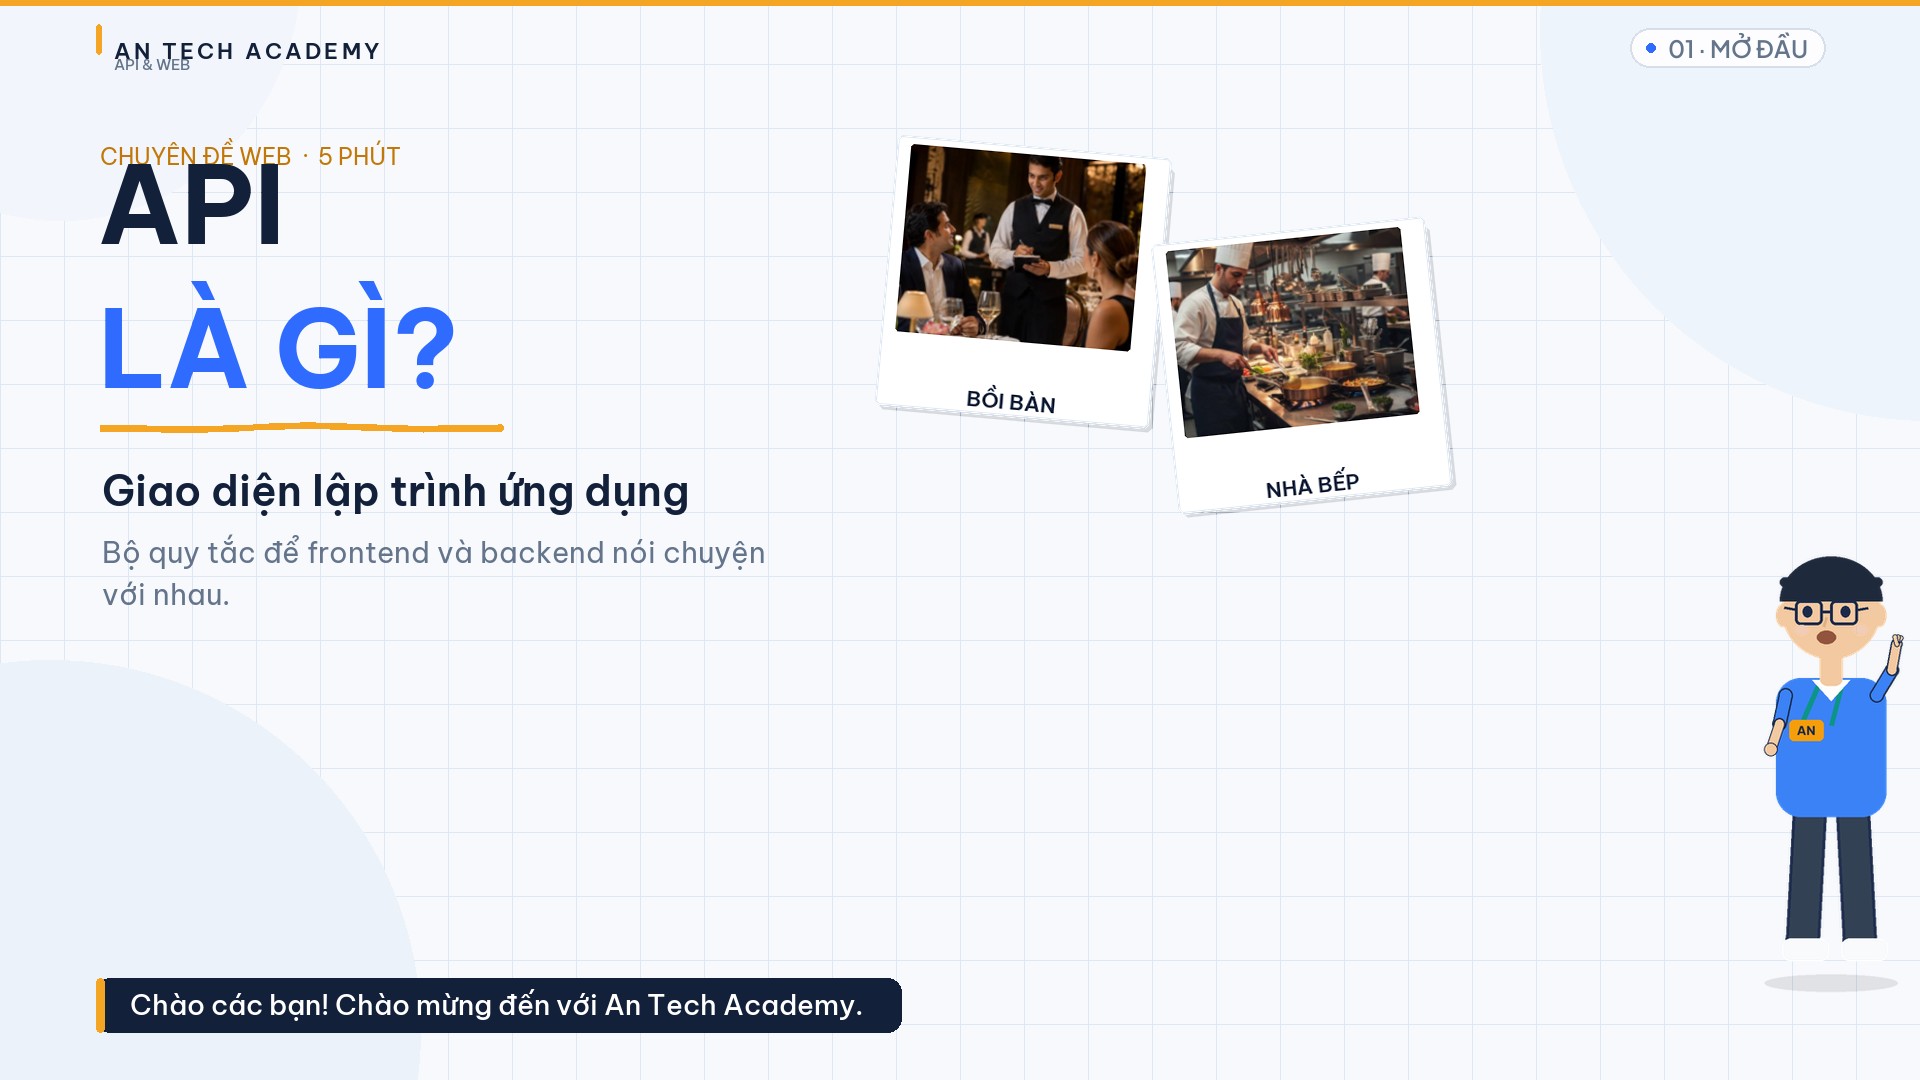 AN TECH ACADEMY
API & WEB
01 · MỞ ĐẦU
CHUYÊN ĐỀ WEB · 5 PHÚT
API
LÀ GÌ?
Giao diện lập trình ứng dụng
Bộ quy tắc để frontend và backend nói chuyện
với nhau.
BỒI BÀN
NHÀ BẾP
AN
Chào các bạn! Chào mừng đến với An Tech Academy.